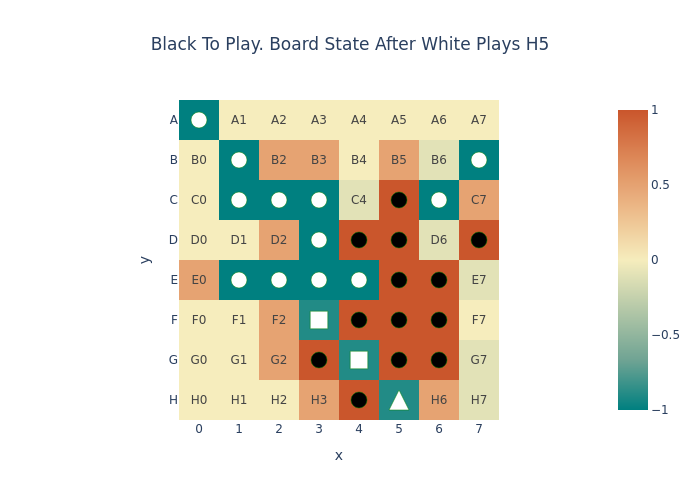 Black To Play. Board State After White Plays H5
A A1 A2 A3 A4 A5 A6 A7
B B0 B2 B3 B4 B5 B6
C C0 C4 C7
D D0 D1 D2 D6
E E0 E7
F F0 F1 F2 F7
G G0 G1 G2 G7
H H0 H1 H2 H3 H6 H7
0 1 2 3 4 5 6 7
x
y
1
0.5
0
−0.5
−1